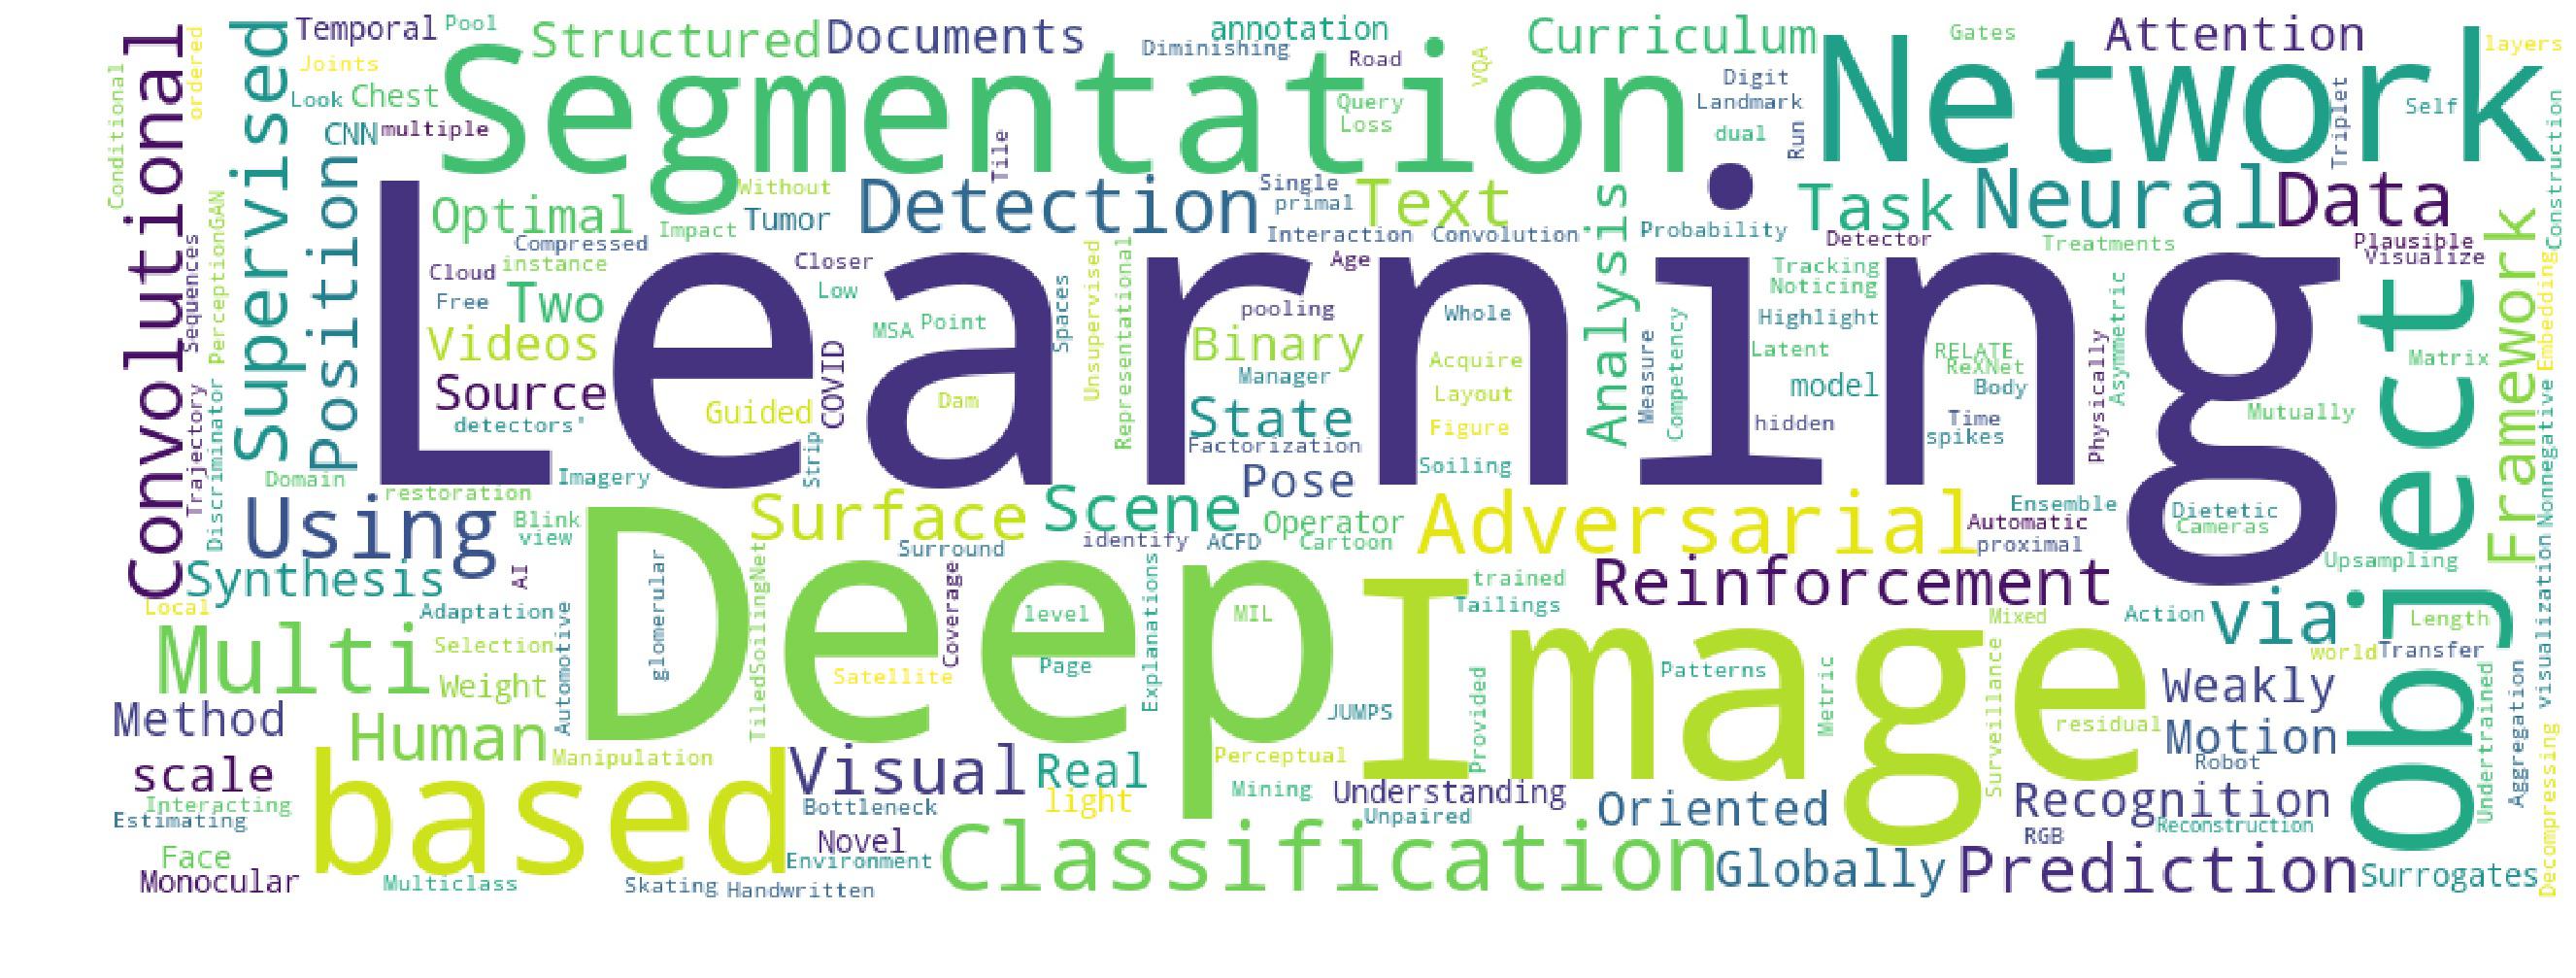 Temporal
Pool
Structured
Documents
annotation
Diminishing
Road
VQA
Curriculum
Gates
Attention
layers
ordered
Joints
Conditional
Convolutional
Supervised
Look
Chest
CNN
multiple
Segmentation
Query
Loss
Digit
Landmark
dual
Run
Network
Triplet
Self
Construction
Position
Optimal
Without
Impact
Tumor
Tile
Detection
Single
primal
Text
Interaction
Convolution
Analysis
Probability
Task
Neural
Data
Detector
Treatments
Plausible
Visualize
Framework
Sequences
PerceptionGAN
Compressed
Cloud
instance
Free
Two
Videos
Source
detectors'
Learning
Closer
Low
MSA
Point
COVID
Guided
Strip
Dam
Spaces
Unsupervised
Representational
Age
pooling
Binary
Manager
State
Factorization
Pose
Whole
Acquire
Layout
Figure
Soiling
Measure
Competency
Tracking
Noticing
Highlight
Latent
model
hidden
RELATE
ReXNet
Body
Time
spikes
Physically
Asymmetric
Mutually
Matrix
Object
Embedding
Nonnegative
visualization
Decompressing
Trajectory
Discriminator
Domain
restoration
Imagery
Using
Blink
view
Synthesis
AI
Surface
Scene
Surround
identify
ACFD
Operator
Cartoon
Adversarial
Ensemble
Automatic
proximal
Dietetic
Cameras
Upsampling
Local
Adaptation
Multi
Selection
Weight
Automotive
glomerular
Deep
TiledSoilingNet
Coverage
Satellite
level
Page
Explanations
MIL
JUMPS
trained
Tailings
Reinforcement
Mixed
Action
via
Length
world
Transfer
Image
Patterns
Metric
Provided
Surveillance
residual
Weakly
Motion
Robot
Undertrained
Aggregation
Method
Human
Manipulation
scale
Interacting
Estimating
based
Visual
Real
light
Bottleneck
Novel
Environment
Perceptual
Mining
Understanding
Unpaired
Oriented
Recognition
RGB
Reconstruction
Face
Monocular
Multiclass
Skating
Handwritten
Classification
Globally
Prediction
Surrogates